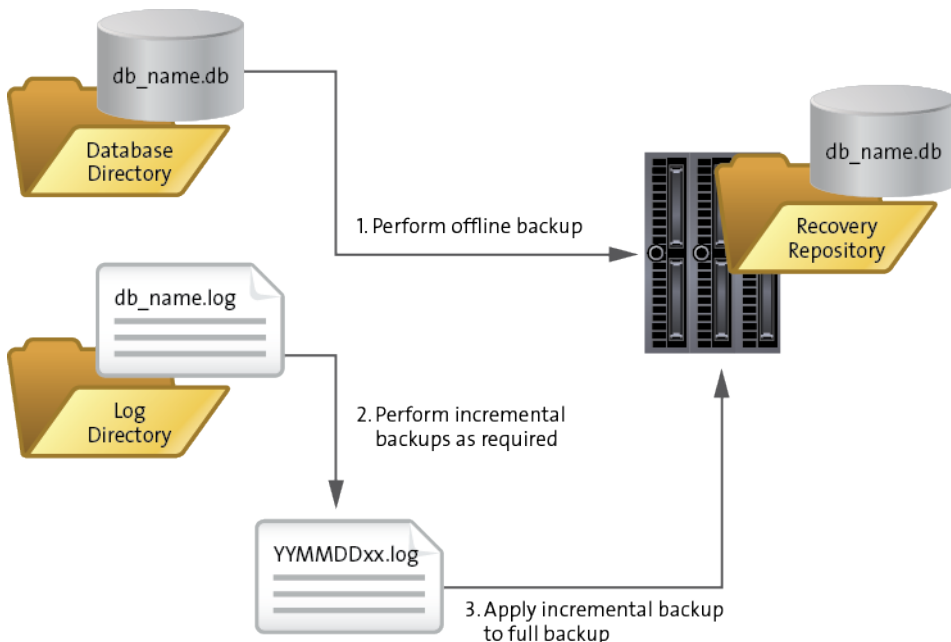 db_name.db
Database
Directory
db_name.db
Recovery
Repository
1. Perform offline backup
db_name.log
Log
Directory
2. Perform incremental
backups as required
YYMMDDxx.log
3. Apply incremental backup
to full backup